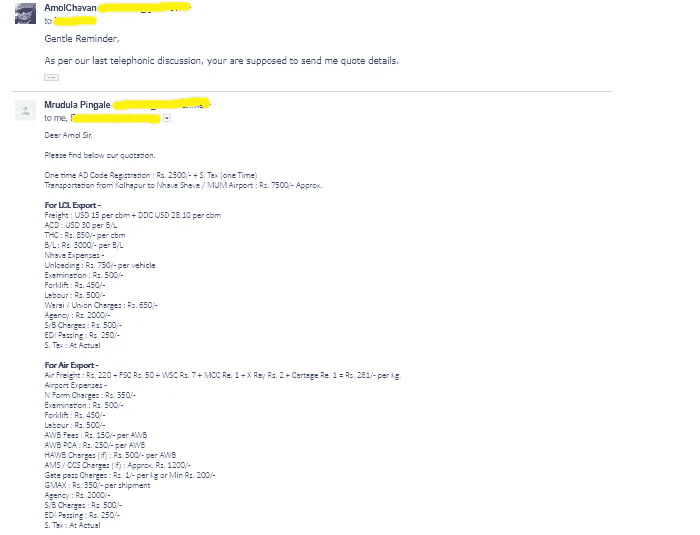 AmolChavan
to
Gentle Reminder,
As per our last telephonic discussion, your are supposed to send me quote details.
Mrudula Pingale
to me,
Dear Amol Sir,
Please find below our quotation.
One time AD Code Registration : Rs. 2500/- + S. Tax (one Time)
Transportation from Kolhapur to Nhava Sheva / MUM Airport : Rs. 7500/- Approx.
For LCL Export -
Freight : USD 15 per cbm + DDC USD 28.10 per cbm
ACD : USD 30 per B/L
THC : Rs. 850/- per cbm
B/L : Rs. 3000/- per B/L
Nhava Expenses -
Unloading : Rs. 750/- per vehicle
Examination : Rs. 500/-
Forklift : Rs. 450/-
Labour : Rs. 500/-
Warai / Union Charges : Rs. 650/-
Agency : Rs. 2000/-
S/B Charges : Rs. 500/-
EDI Passing : Rs. 250/-
S. Tax : At Actual
For Air Export -
Air Freight : Rs. 220 + FSC Rs. 50 + WSC Rs. 7 + MCC Re. 1 + X Ray Rs. 2 + Cartage Re. 1 = Rs. 281/- per kg.
Airport Expenses -
N Form Charges : Rs. 350/-
Examination : Rs. 500/-
Forklift : Rs. 450/-
Labour : Rs. 500/-
AWB Fees : Rs. 150/- per AWB
AWB PCA : Rs. 250/- per AWB
HAWB Charges (if) : Rs. 500/- per AWB
AMS / CCS Charges (if) : Approx. Rs. 1200/-
Gate pass Charges : Rs. 1/- per kg or Min Rs. 200/-
GMAX : Rs. 350/- per shipment
Agency : Rs. 2000/-
S/B Charges : Rs. 500/-
EDI Passing : Rs. 250/-
S. Tax : At Actual